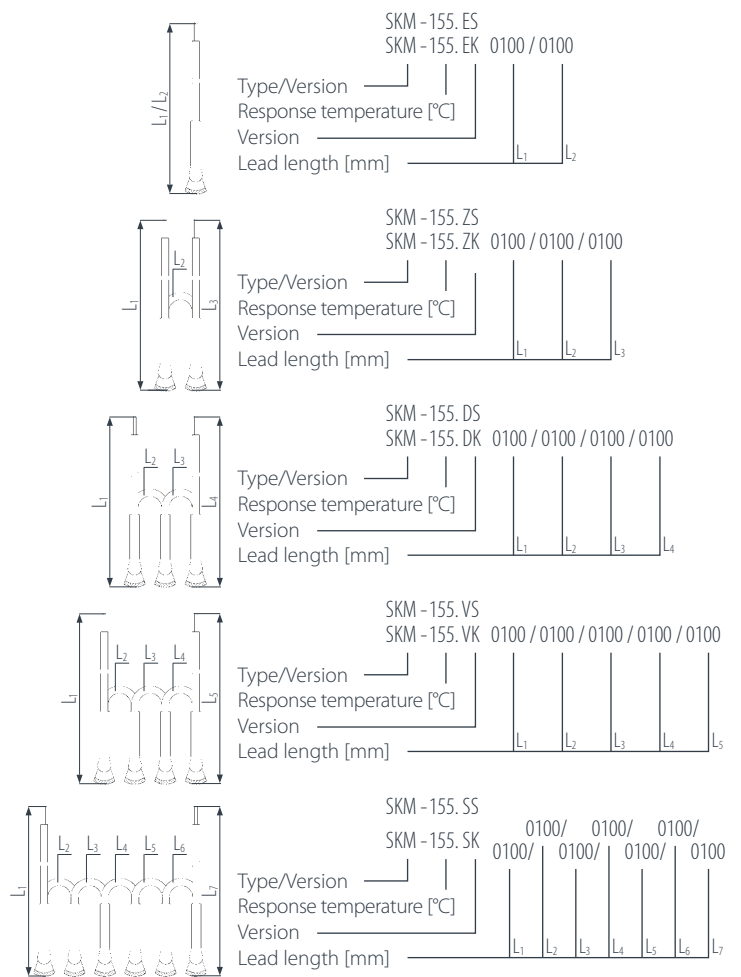 SKM - 155. ES
SKM - 155. EK 0100 / 0100
L1 / L2
Type/Version
Response temperature [°C]
Version
Lead length [mm]
L1 L2
SKM - 155. ZS
SKM - 155. ZK 0100 / 0100 / 0100
L1 L2 L3
Type/Version
Response temperature [°C]
Version
Lead length [mm]
L1 L2 L3
SKM - 155. DS
SKM - 155. DK 0100 / 0100 / 0100 / 0100
L1 L2 L3 L4
Type/Version
Response temperature [°C]
Version
Lead length [mm]
L1 L2 L3 L4
SKM - 155. VS
SKM - 155. VK 0100 / 0100 / 0100 / 0100 / 0100
L1 L2 L3 L4 L5
Type/Version
Response temperature [°C]
Version
Lead length [mm]
L1 L2 L3 L4 L5
SKM - 155. SS
SKM - 155. SK 0100/ 0100/ 0100/ 0100/ 0100/ 0100/ 0100
L1 L2 L3 L4 L5 L6 L7
Type/Version
Response temperature [°C]
Version
Lead length [mm]
L1 L2 L3 L4 L5 L6 L7